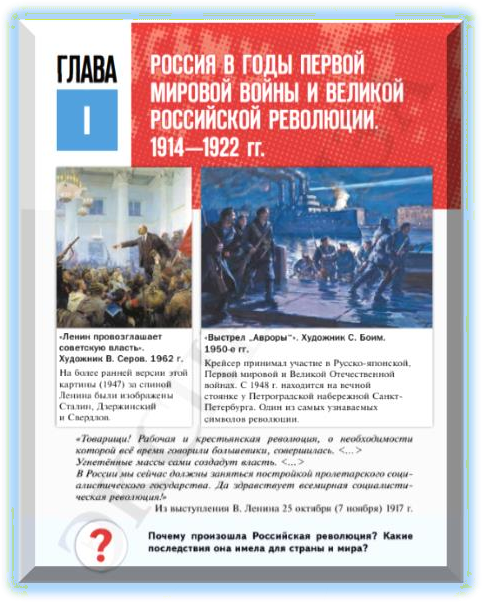 ГЛАВА
I
РОССИЯ В ГОДЫ ПЕРВОЙ
МИРОВОЙ ВОЙНЫ И ВЕЛИКОЙ
РОССИЙСКОЙ РЕВОЛЮЦИИ.
1914—1922 гг.
«Ленин провозглашает
советскую власть».
Художник В. Серов. 1962 г.
На более ранней версии этой
картины (1947) за спиной
Ленина были изображены
Сталин, Дзержинский
и Свердлов.
«Выстрел „Авроры“». Художник С. Боим.
1950-е гг.
Крейсер принимал участие в Русско-японской,
Первой мировой и Великой Отечественной
войнах. С 1948 г. находится на вечной
стоянке у Петроградской набережной Санкт-
Петербурга. Один из самых узнаваемых
символов революции.
«Товарищи! Рабочая и крестьянская революция, о необходимости
которой всё время говорили большевики, совершилась. <...>
Угнетённые массы сами создадут власть. <...>
В России мы сейчас должны заняться постройкой пролетарского соци-
алистического государства. Да здравствует всемирная социалисти-
ческая революция!»
Из выступления В. Ленина 25 октября (7 ноября) 1917 г.
?
Почему произошла Российская революция? Какие
последствия она имела для страны и мира?